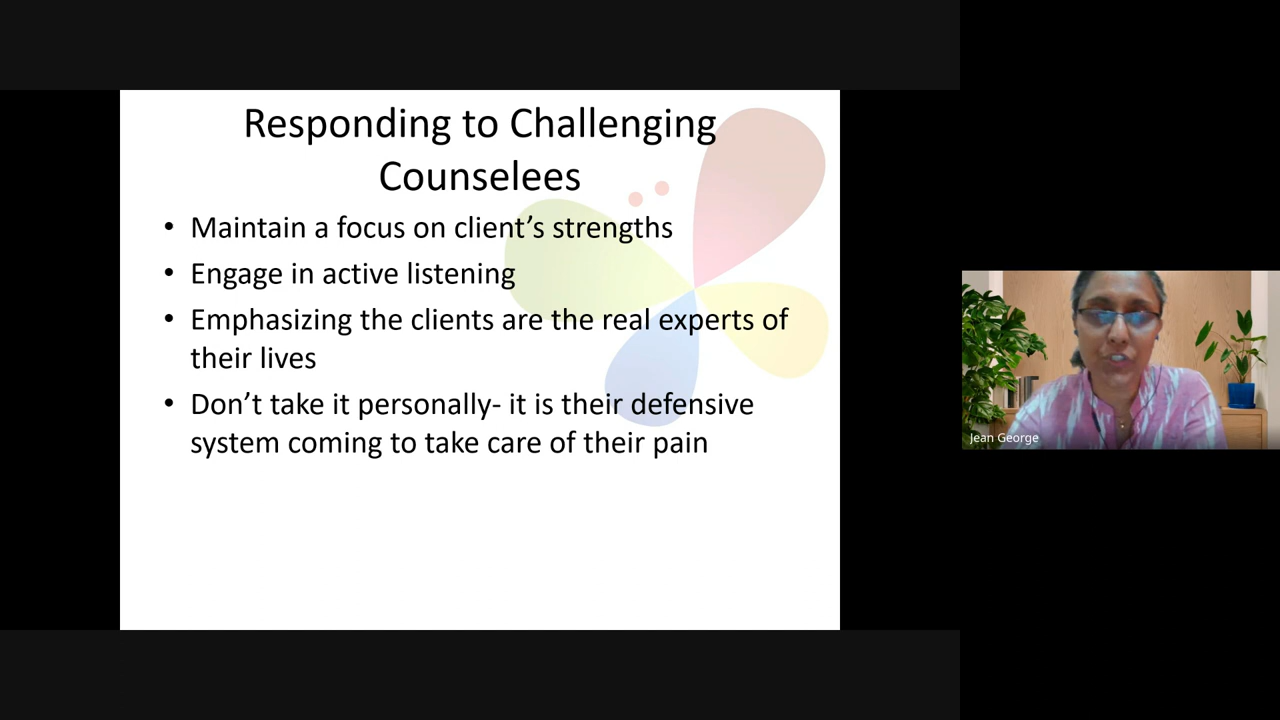 Responding to Challenging
Counselees
• Maintain a focus on client’s strengths
• Engage in active listening
• Emphasizing the clients are the real experts of
their lives
• Don’t take it personally- it is their defensive
system coming to take care of their pain
Jean George